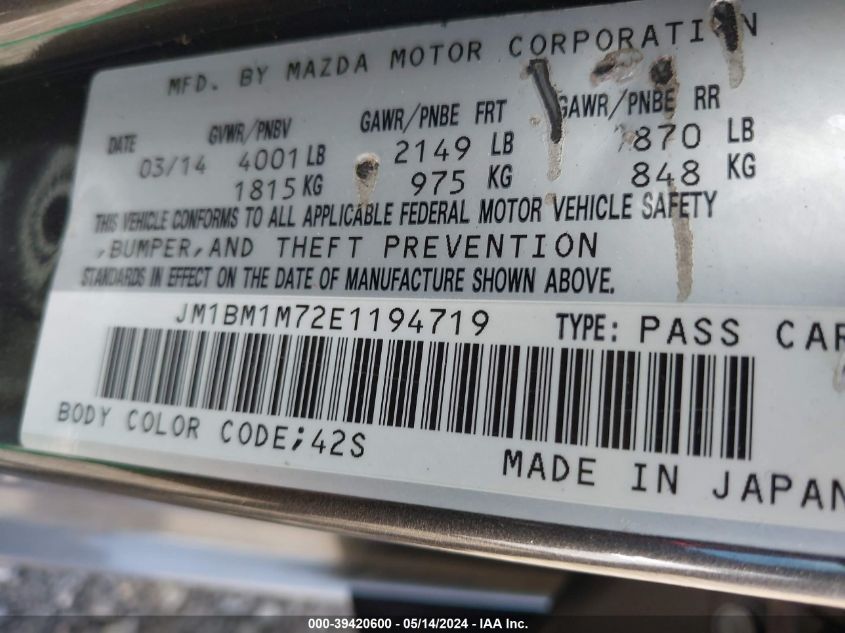 MFD. BY MAZDA MOTOR CORPORATION
DATE GVWR/PNBV GAWR/PNBE FRT GAWR/PNBE RR
03/14 4001 LB 2149 LB 1870 LB
1815 KG 975 KG 848 KG
THIS VEHICLE CONFORMS TO ALL APPLICABLE FEDERAL MOTOR VEHICLE SAFETY
,BUMPER,AND THEFT PREVENTION
STANDARDS IN EFFECT ON THE DATE OF MANUFACTURE SHOWN ABOVE.
JM1BM1M72E1194719 TYPE: PASS CAR
BODY COLOR CODE;42S
MADE IN JAPAN
000-39420600 - 05/14/2024 - IAA Inc.